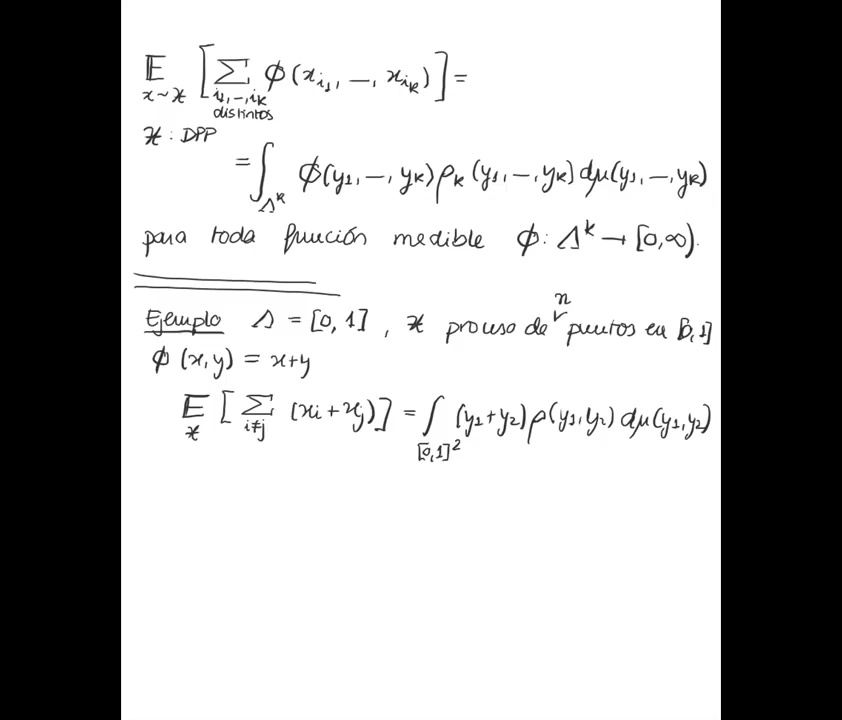 𝔼 [ ∑ ϕ(x_{i_1}, —, x_{i_k}) ] =
x ~ 𝓗   i_1, —, i_k
distintos
𝓗 : DPP
= ∫_{Λ^k} ϕ(y_1, —, y_k) ρ_k (y_1, —, y_k) dμ(y_1, —, y_k)
para toda función medible ϕ: Λ^k → [0,∞).
Ejemplo Λ = [0, 1] , 𝓗 proceso de n puntos en [0,1]
ϕ (x,y) = x+y
𝔼_𝓗 [ ∑_{i≠j} (x_i + x_j) ] = ∫_{[0,1]^2} (y_1+y_2) ρ(y_1,y_2) dμ(y_1,y_2)